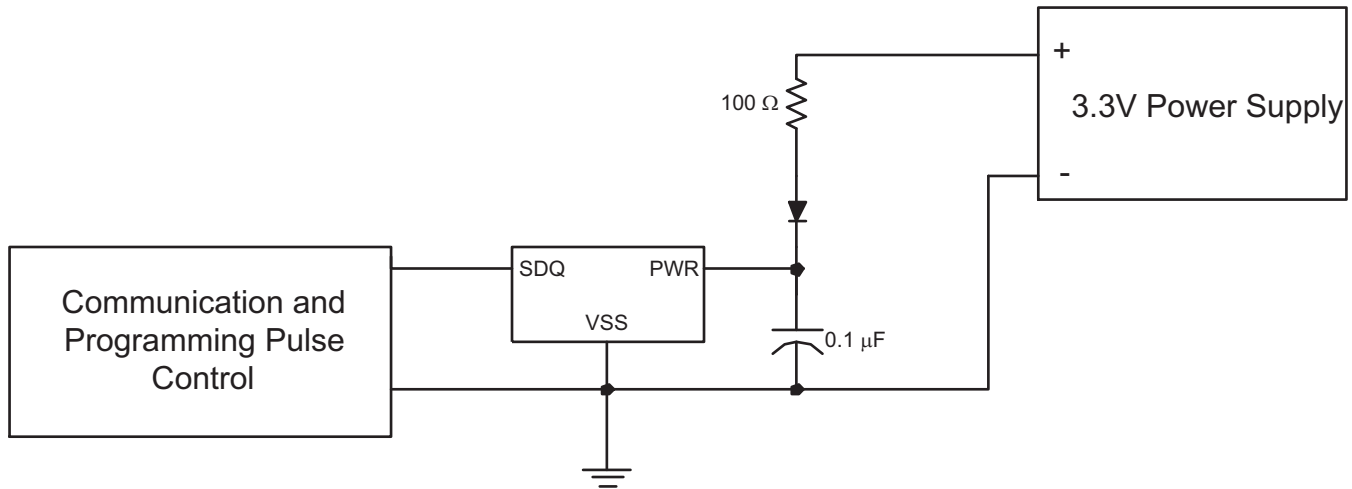 +
100 Ω
3.3V Power Supply
-
SDQ
PWR
Communication and
Programming Pulse
Control
VSS
0.1 μF